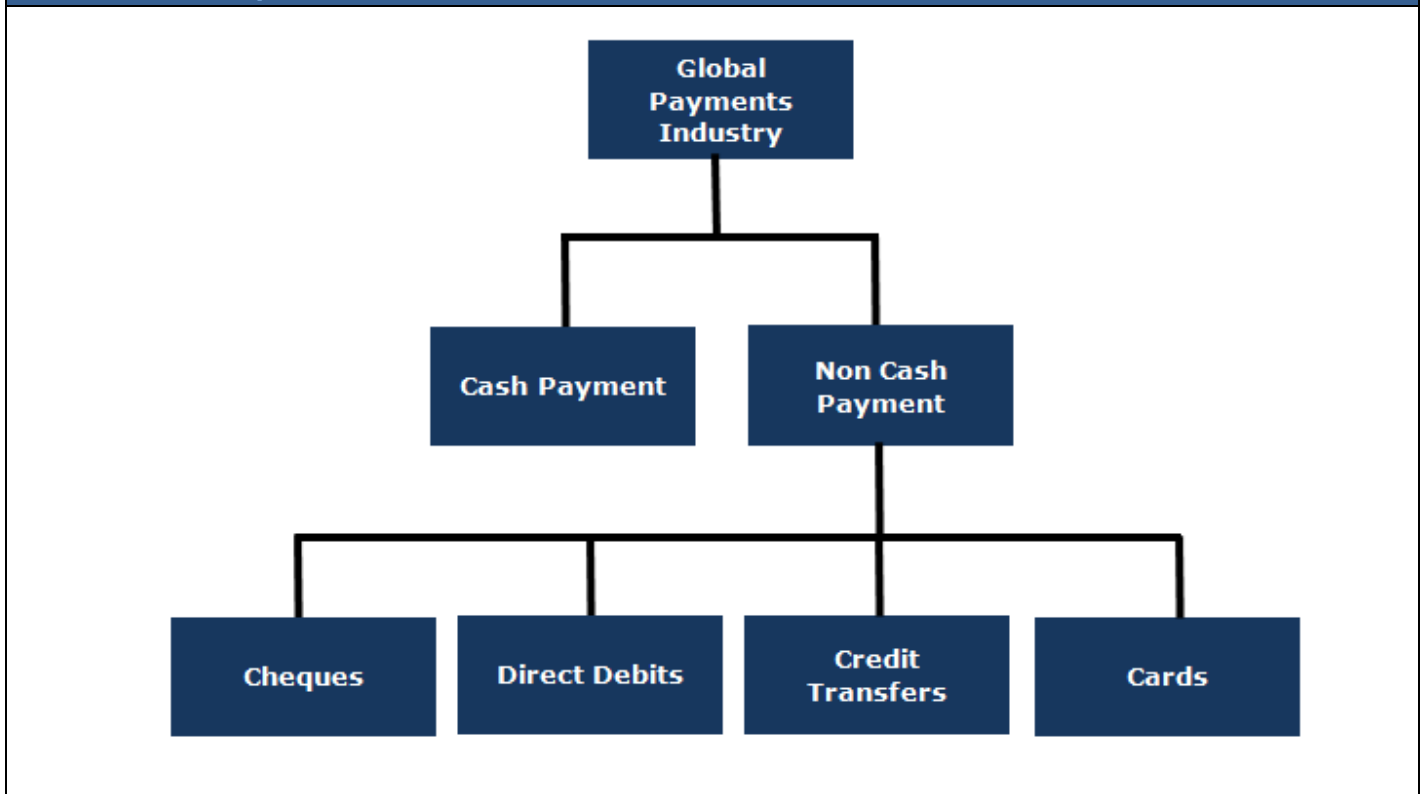 Global
Payments
Industry
Cash Payment
Non Cash
Payment
Cheques
Direct Debits
Credit
Transfers
Cards